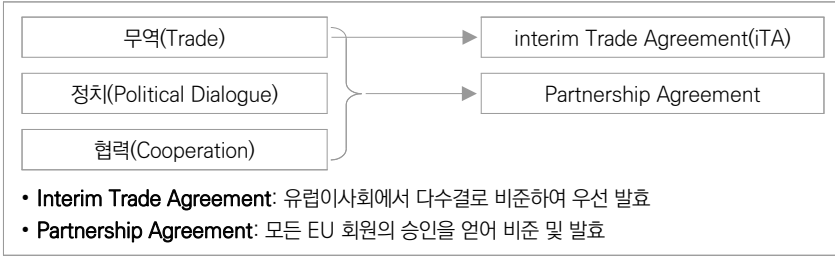 무역(Trade)
interim Trade Agreement(iTA)
정치(Political Dialogue)
Partnership Agreement
협력(Cooperation)
• Interim Trade Agreement: 유럽이사회에서 다수결로 비준하여 우선 발효
• Partnership Agreement: 모든 EU 회원의 승인을 얻어 비준 및 발효